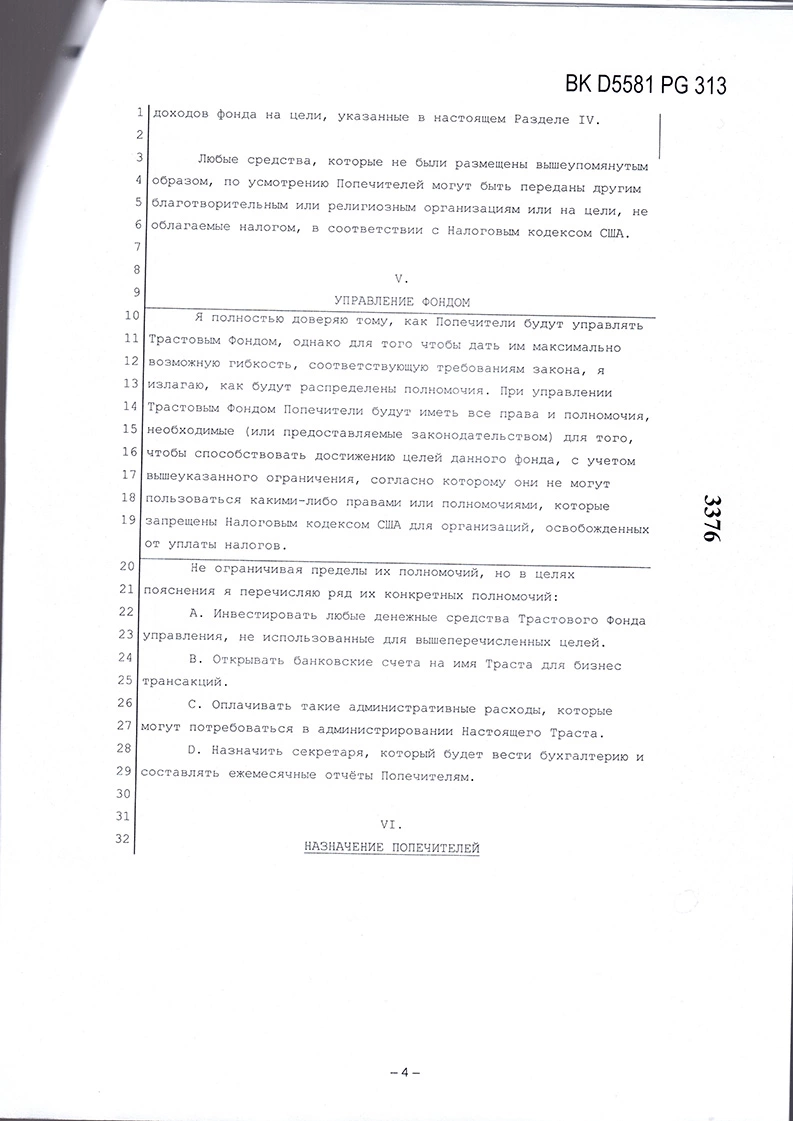 BK D5581 PG 313
1 доходов фонда на цели, указанные в настоящем Разделе IV.
2
3 Любые средства, которые не были размещены вышеупомянутым
4 образом, по усмотрению Попечителей могут быть переданы другим
5 благотворительным или религиозным организациям или на цели, не
6 облагаемые налогом, в соответствии с Налоговым кодексом США.
7
8 V.
9 УПРАВЛЕНИЕ ФОНДОМ
10 Я полностью доверяю тому, как Попечители будут управлять
11 Трастовым Фондом, однако для того чтобы дать им максимально
12 возможную гибкость, соответствующую требованиям закона, я
13 излагаю, как будут распределены полномочия. При управлении
14 Трастовым Фондом Попечители будут иметь все права и полномочия,
15 необходимые (или предоставляемые законодательством) для того,
16 чтобы способствовать достижению целей данного фонда, с учетом
17 вышеуказанного ограничения, согласно которому они не могут
18 пользоваться какими-либо правами или полномочиями, которые
19 запрещены Налоговым кодексом США для организаций, освобожденных
от уплаты налогов.
20 Не ограничивая пределы их полномочий, но в целях
21 пояснения я перечисляю ряд их конкретных полномочий:
22 A. Инвестировать любые денежные средства Трастового Фонда
23 управления, не использованные для вышеперечисленных целей.
24 B. Открывать банковские счета на имя Траста для бизнес
25 трансакций.
26 C. Оплачивать такие административные расходы, которые
27 могут потребоваться в администрировании Настоящего Траста.
28 D. Назначить секретаря, который будет вести бухгалтерию и
29 составлять ежемесячные отчёты Попечителям.
30
31 VI.
32 НАЗНАЧЕНИЕ ПОПЕЧИТЕЛЕЙ
3376
– 4 –